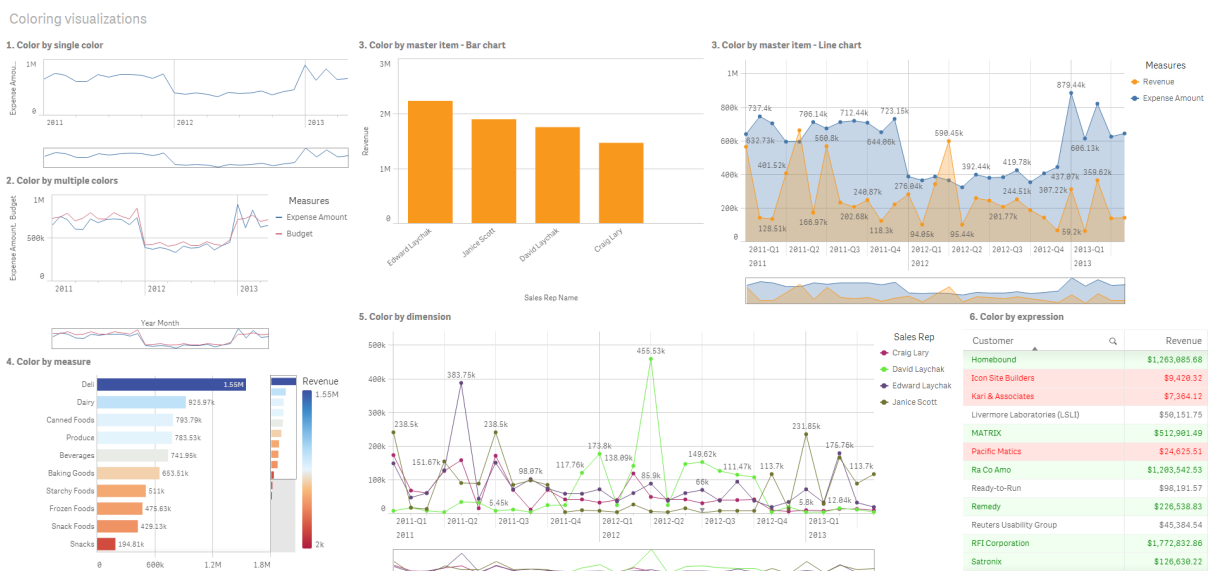 Coloring visualizations
1. Color by single color
Expense Amou...
1M
0
2011
2012
2013
2. Color by multiple colors
Expense Amount, Budget
1M
500k
0
2011
2012
2013
Year Month
Measures
Expense Amount
Budget
3. Color by master item - Bar chart
Revenue
3M
2M
1M
0
Edward Laychak
Janice Scott
David Laychak
Craig Lary
Sales Rep Name
3. Color by master item - Line chart
Measures
Revenue
Expense Amount
1M
800k
600k
400k
200k
0
737.4k
706.14k
712.44k
723.15k
879.44k
632.73k
560.8k
644.06k
590.45k
606.13k
401.52k
276.04k
392.44k
419.78k
437.07k
359.62k
128.51k
166.97k
202.68k
240.87k
118.3k
94.05k
95.44k
201.77k
244.51k
307.22k
59.2k
2011-Q1
2011-Q2
2011-Q3
2011-Q4
2012-Q1
2012-Q2
2012-Q3
2012-Q4
2013-Q1
2011
2012
2013
4. Color by measure
Deli
1.55M
Dairy
925.97k
Canned Foods
793.79k
Produce
783.53k
Beverages
741.95k
Baking Goods
653.51k
Starchy Foods
511k
Frozen Foods
475.63k
Snack Foods
429.13k
Snacks
194.81k
0
600k
1.2M
1.8M
Revenue
1.55M
2k
5. Color by dimension
Sales Rep
Craig Lary
David Laychak
Edward Laychak
Janice Scott
500k
400k
300k
200k
100k
0
238.5k
383.75k
238.5k
455.53k
231.85k
151.67k
98.07k
117.76k
173.8k
138.09k
149.62k
111.47k
113.7k
175.76k
113.7k
5.45k
85.9k
66k
5.8k
12.04k
2011-Q1
2011-Q2
2011-Q3
2011-Q4
2012-Q1
2012-Q2
2012-Q3
2012-Q4
2013-Q1
2011
2012
2013
6. Color by expression
Customer Revenue
Homebound $1,263,085.68
Icon Site Builders $9,420.32
Kari & Associates $7,364.12
Livermore Laboratories (LSLI) $50,151.75
MATRIX $512,901.49
Pacific Matics $24,625.51
Ra Co Amo $1,203,542.53
Ready-to-Run $98,191.57
Remedy $226,538.83
Reuters Usability Group $45,384.54
RFI Corporation $1,772,832.86
Satronix $126,630.22